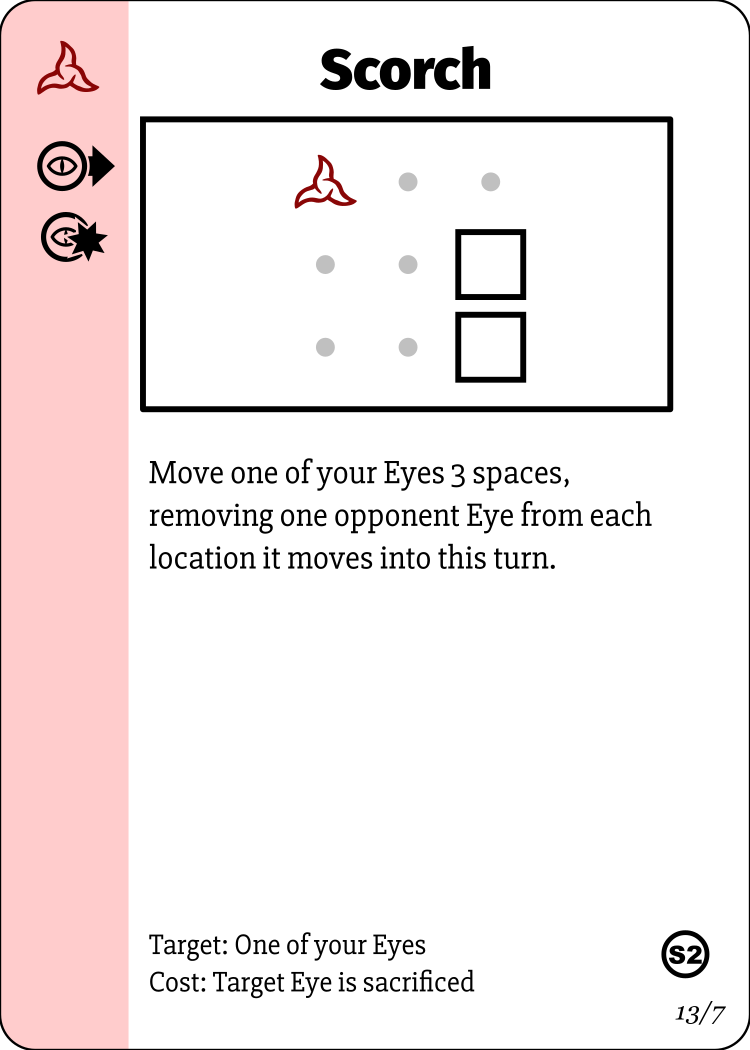 Scorch
Move one of your Eyes 3 spaces,
removing one opponent Eye from each
location it moves into this turn.
Target: One of your Eyes
Cost: Target Eye is sacrificed
S2
13/7